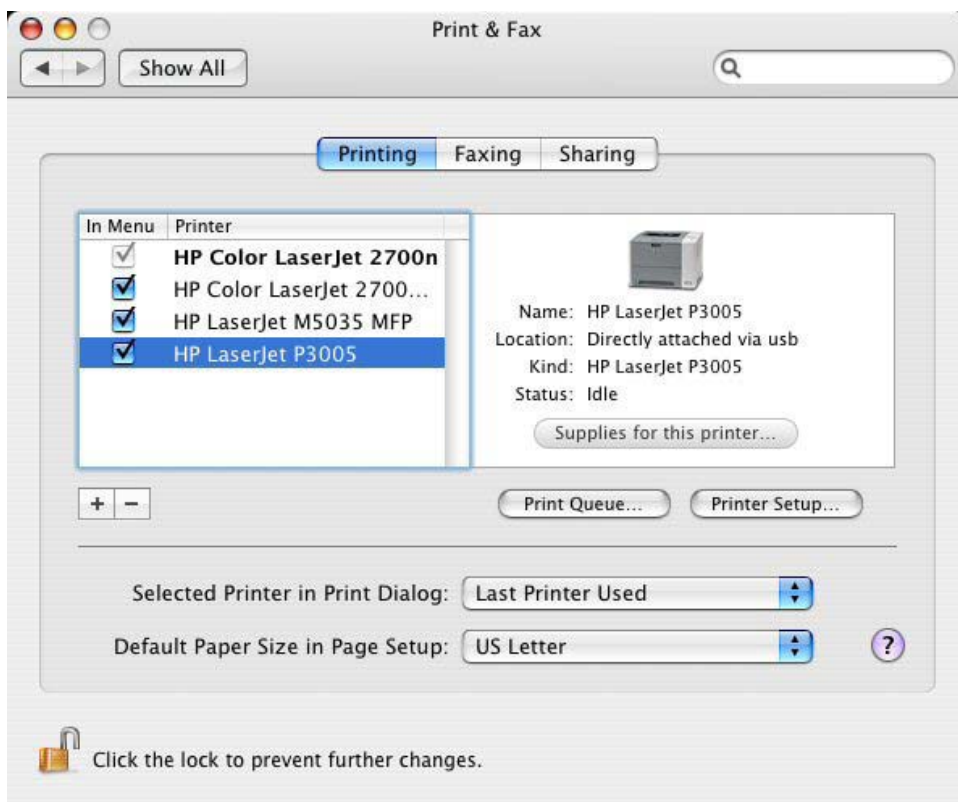 Print & Fax
Show All
Printing Faxing Sharing
In Menu Printer
HP Color LaserJet 2700n
HP Color LaserJet 2700...
HP LaserJet M5035 MFP
HP LaserJet P3005
Name: HP LaserJet P3005
Location: Directly attached via usb
Kind: HP LaserJet P3005
Status: Idle
Supplies for this printer...
+ −
Print Queue... Printer Setup...
Selected Printer in Print Dialog: Last Printer Used
Default Paper Size in Page Setup: US Letter
?
Click the lock to prevent further changes.